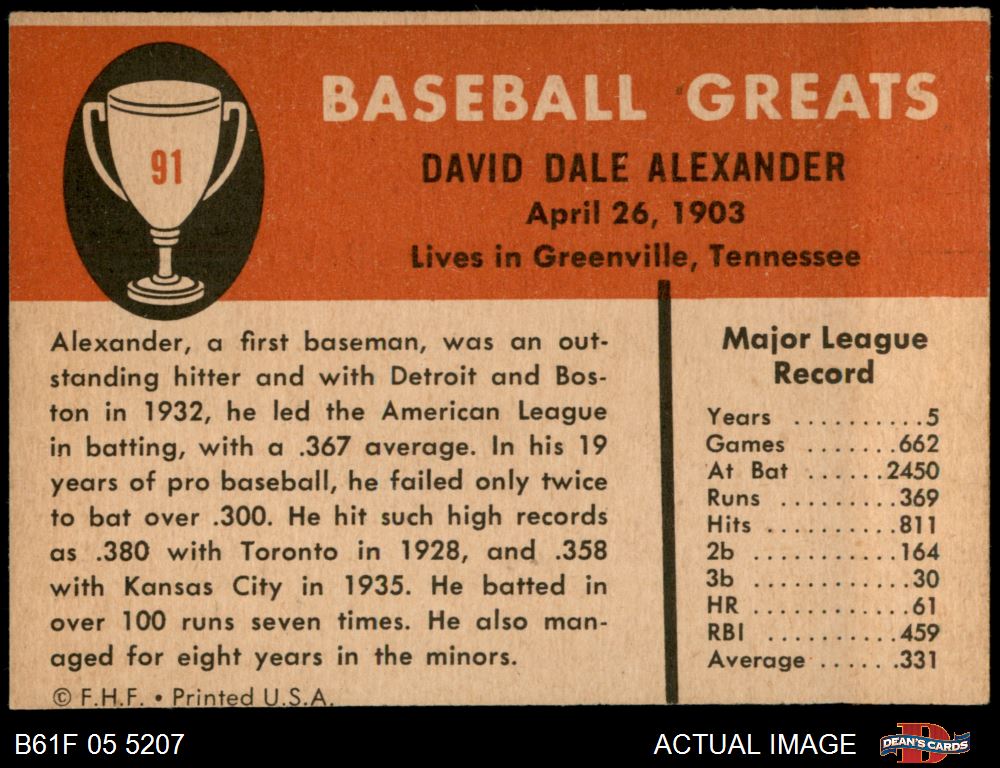 91
BASEBALL GREATS
DAVID DALE ALEXANDER
April 26, 1903
Lives in Greenville, Tennessee
Alexander, a first baseman, was an out-
standing hitter and with Detroit and Bos-
ton in 1932, he led the American League
in batting, with a .367 average. In his 19
years of pro baseball, he failed only twice
to bat over .300. He hit such high records
as .380 with Toronto in 1928, and .358
with Kansas City in 1935. He batted in
over 100 runs seven times. He also man-
aged for eight years in the minors.
© F.H.F. • Printed U.S.A.
Major League
Record
Years ..........5
Games .......662
At Bat ......2450
Runs .........369
Hits ..........811
2b ...........164
3b ............30
HR ............61
RBI ..........459
Average ......331
B61F 05 5207
ACTUAL IMAGE
D
DEAN'S CARDS